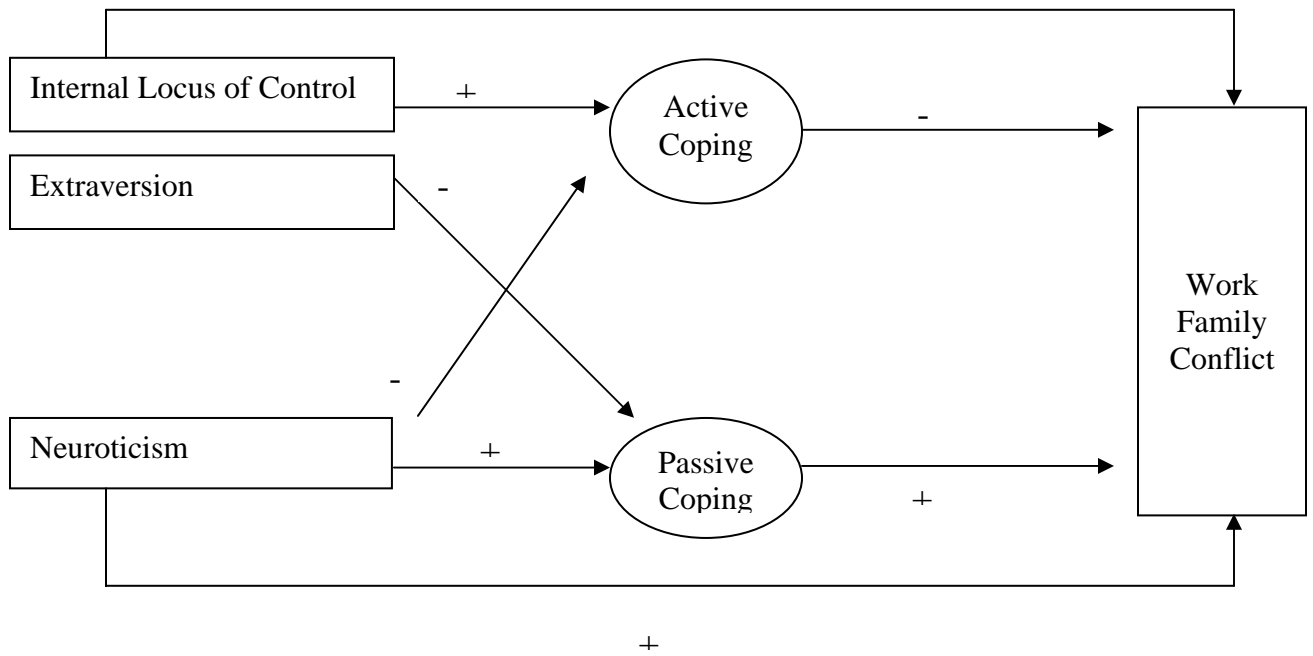 Internal Locus of Control
+
Active
Coping
-
Extraversion
-
Work
Family
Conflict
-
Neuroticism
+
Passive
Coping
+
+